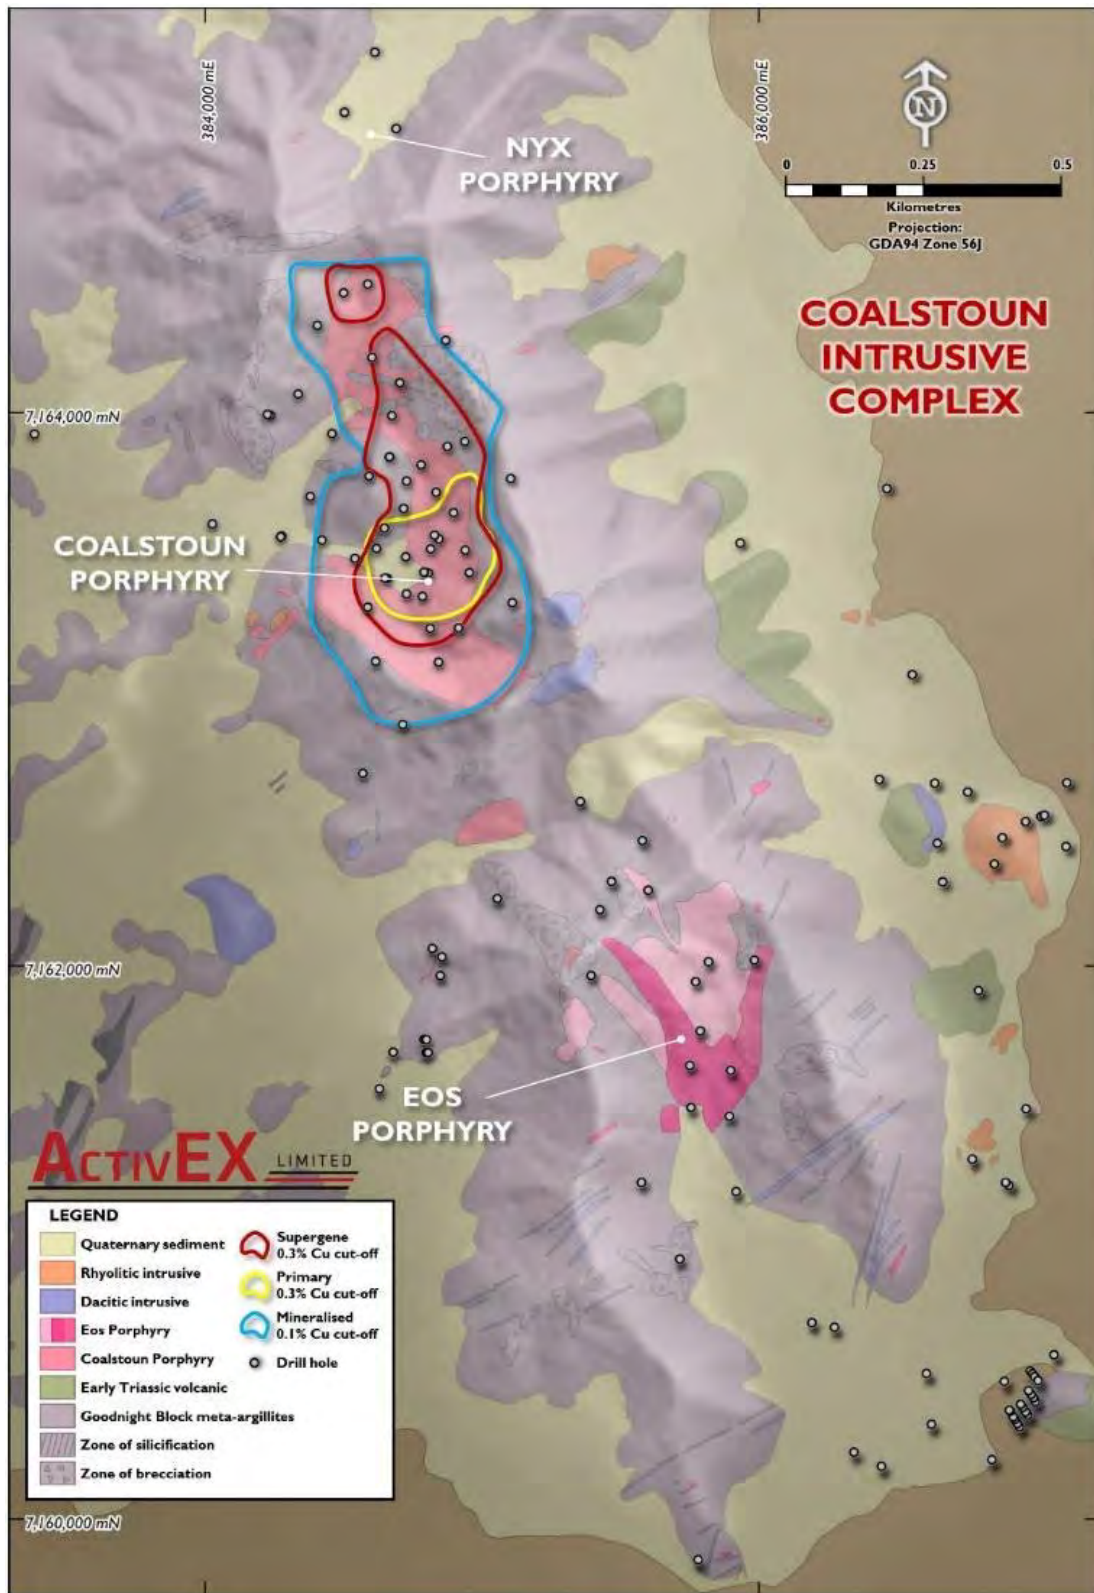 384,000 mE
386,000 mE
N
0 0.25 0.5
Kilometres
Projection:
GDA94 Zone 56J
NYX
PORPHYRY
COALSTOUN
INTRUSIVE
COMPLEX
7,164,000 mN
COALSTOUN
PORPHYRY
7,162,000 mN
EOS
PORPHYRY
ACTIVEX LIMITED
LEGEND
Quaternary sediment
Rhyolitic intrusive
Dacitic intrusive
Eos Porphyry
Coalstoun Porphyry
Early Triassic volcanic
Goodnight Block meta-argillites
Zone of silicification
Zone of brecciation
Supergene
0.3% Cu cut-off
Primary
0.3% Cu cut-off
Mineralised
0.1% Cu cut-off
Drill hole
7,160,000 mN